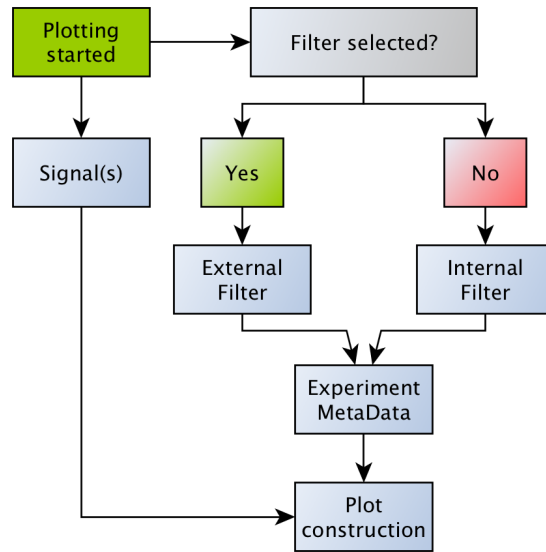 Plotting
started
Filter selected?
Signal(s)
Yes
No
External
Filter
Internal
Filter
Experiment
MetaData
Plot
construction